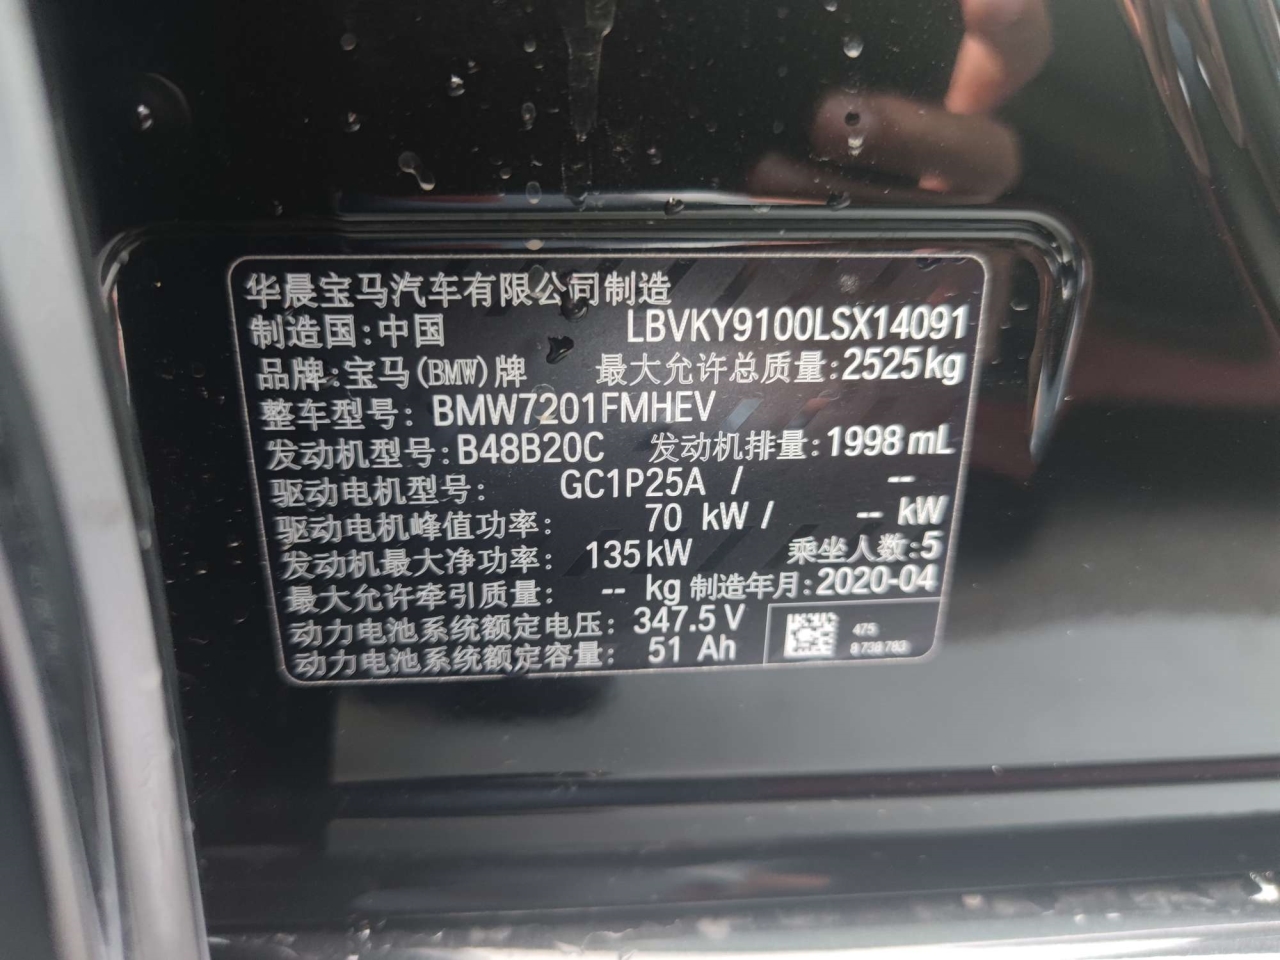 华晨宝马汽车有限公司制造
制造国:中国 LBVKY9100LSX14091
品牌:宝马(BMW)牌 最大允许总质量:2525kg
整车型号: BMW7201FMHEV
发动机型号:B48B20C 发动机排量:1998 mL
驱动电机型号: GC1P25A / --
驱动电机峰值功率: 70 kW / -- kW
发动机最大净功率: 135kW 乘坐人数:5
最大允许牵引质量: -- kg 制造年月:2020-04
动力电池系统额定电压: 347.5 V
动力电池系统额定容量: 51 Ah
475
8 738 783